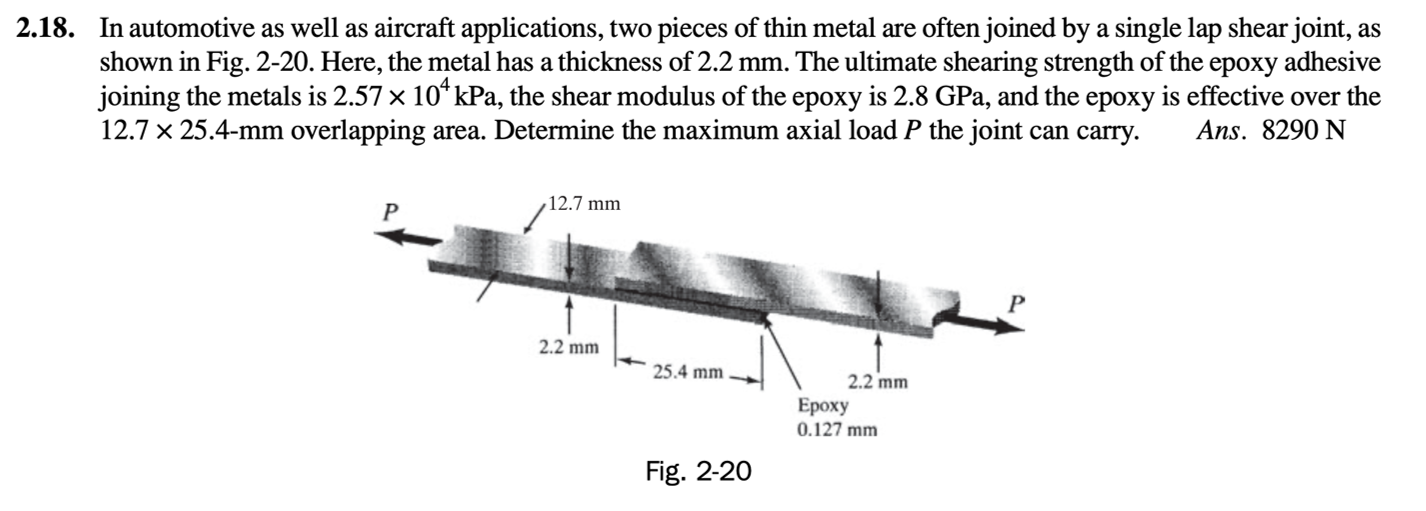 2.18. In automotive as well as aircraft applications, two pieces of thin metal are often joined by a single lap shear joint, as
shown in Fig. 2-20. Here, the metal has a thickness of 2.2 mm. The ultimate shearing strength of the epoxy adhesive
joining the metals is 2.57 × 10⁴ kPa, the shear modulus of the epoxy is 2.8 GPa, and the epoxy is effective over the
12.7 × 25.4-mm overlapping area. Determine the maximum axial load P the joint can carry. Ans. 8290 N
12.7 mm
P
P
2.2 mm
25.4 mm
2.2 mm
Epoxy
0.127 mm
Fig. 2-20